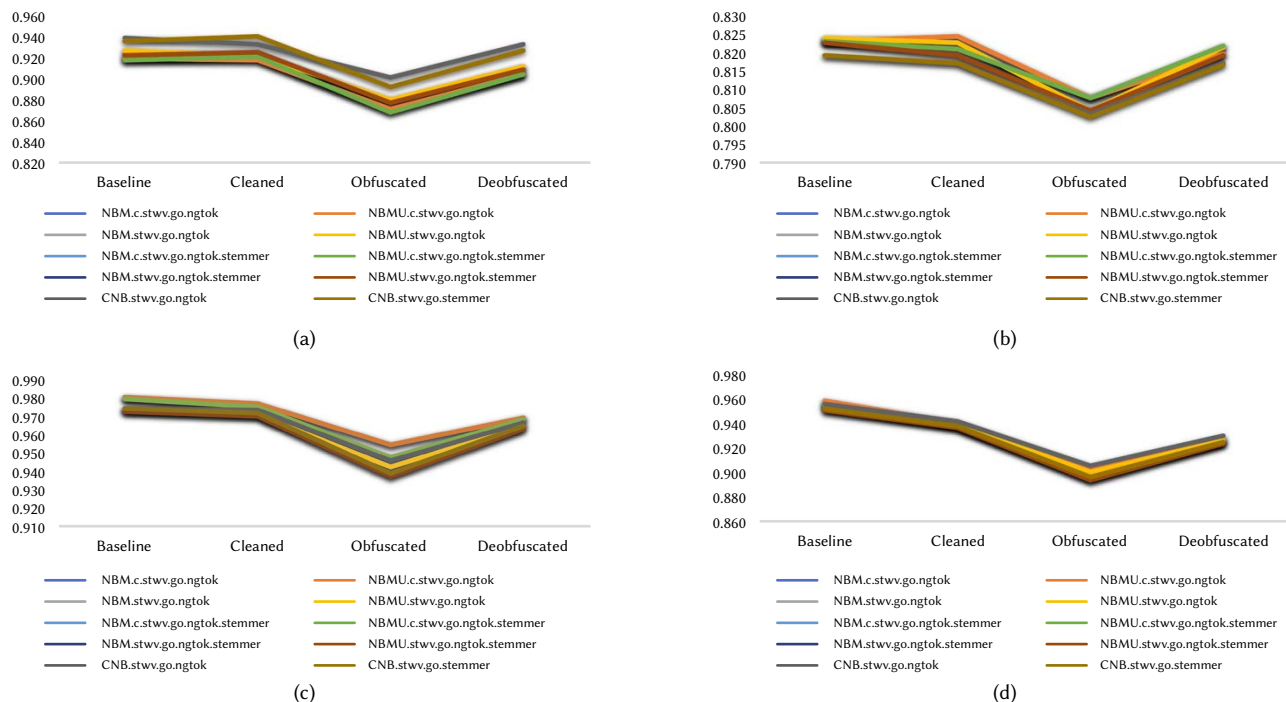 0.960
0.940
0.920
0.900
0.880
0.860
0.840
0.820
Baseline Cleaned Obfuscated Deobfuscated
NBM.c.stwv.go.ngtok NBMU.c.stwv.go.ngtok
NBM.stwv.go.ngtok NBMU.stwv.go.ngtok
NBM.c.stwv.go.ngtok.stemmer NBMU.c.stwv.go.ngtok.stemmer
NBM.stwv.go.ngtok.stemmer NBMU.stwv.go.ngtok.stemmer
CNB.stwv.go.ngtok CNB.stwv.go.stemmer
(a)
0.830
0.825
0.820
0.815
0.810
0.805
0.800
0.795
0.790
Baseline Cleaned Obfuscated Deobfuscated
NBM.c.stwv.go.ngtok NBMU.c.stwv.go.ngtok
NBM.stwv.go.ngtok NBMU.stwv.go.ngtok
NBM.c.stwv.go.ngtok.stemmer NBMU.c.stwv.go.ngtok.stemmer
NBM.stwv.go.ngtok.stemmer NBMU.stwv.go.ngtok.stemmer
CNB.stwv.go.ngtok CNB.stwv.go.stemmer
(b)
0.990
0.980
0.970
0.960
0.950
0.940
0.930
0.920
0.910
Baseline Cleaned Obfuscated Deobfuscated
NBM.c.stwv.go.ngtok NBMU.c.stwv.go.ngtok
NBM.stwv.go.ngtok NBMU.stwv.go.ngtok
NBM.c.stwv.go.ngtok.stemmer NBMU.c.stwv.go.ngtok.stemmer
NBM.stwv.go.ngtok.stemmer NBMU.stwv.go.ngtok.stemmer
CNB.stwv.go.ngtok CNB.stwv.go.stemmer
(c)
0.980
0.960
0.940
0.920
0.900
0.880
0.860
Baseline Cleaned Obfuscated Deobfuscated
NBM.c.stwv.go.ngtok NBMU.c.stwv.go.ngtok
NBM.stwv.go.ngtok NBMU.stwv.go.ngtok
NBM.c.stwv.go.ngtok.stemmer NBMU.c.stwv.go.ngtok.stemmer
NBM.stwv.go.ngtok.stemmer NBMU.stwv.go.ngtok.stemmer
CNB.stwv.go.ngtok CNB.stwv.go.stemmer
(d)